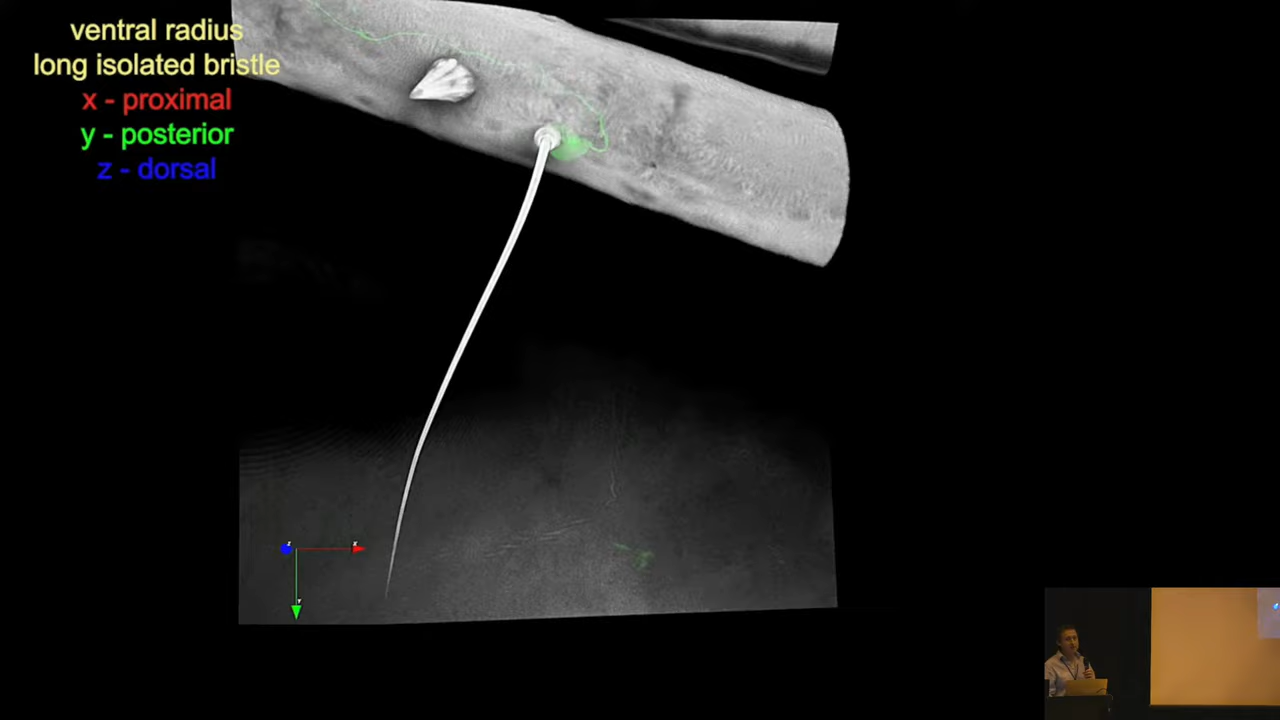 ventral radius
long isolated bristle
x - proximal
y - posterior
z - dorsal